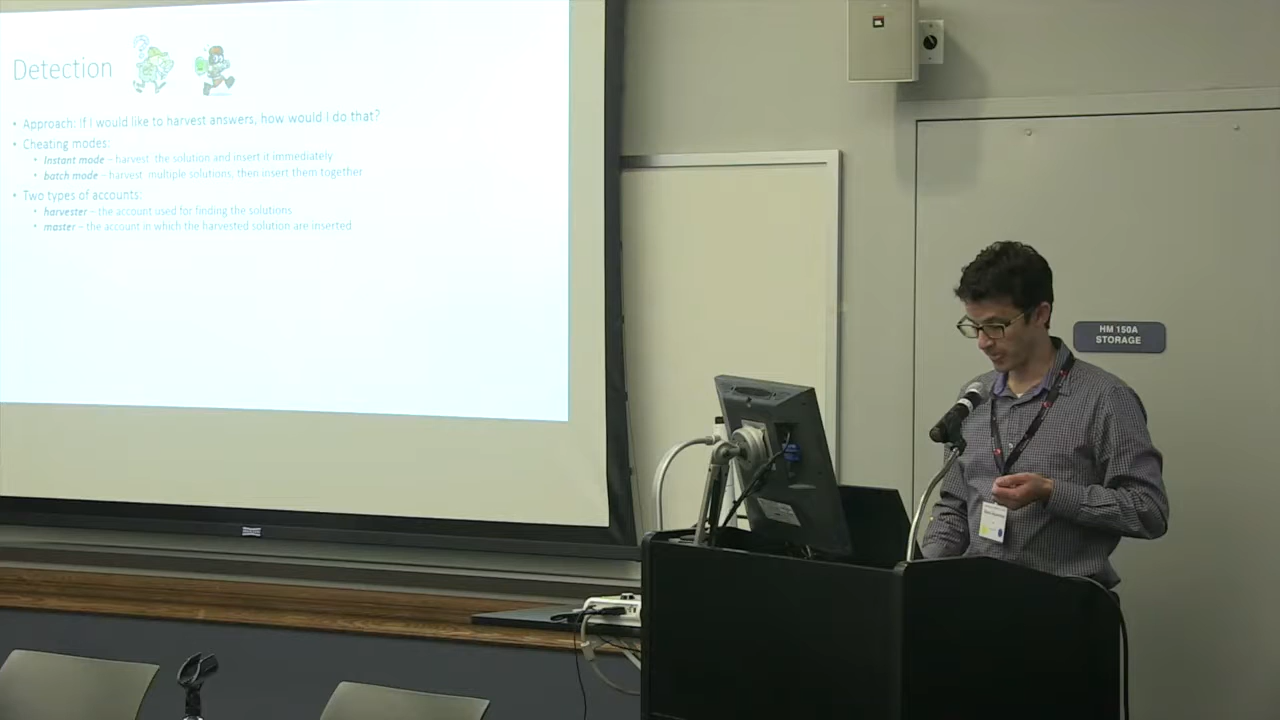 Detection
• Approach: If I would like to harvest answers, how would I do that?
• Cheating modes:
• Instant mode – harvest the solution and insert it immediately
• batch mode – harvest multiple solutions, then insert them together
• Two types of accounts:
• harvester – the account used for finding the solutions
• master – the account in which the harvested solution are inserted
HM 150A
STORAGE